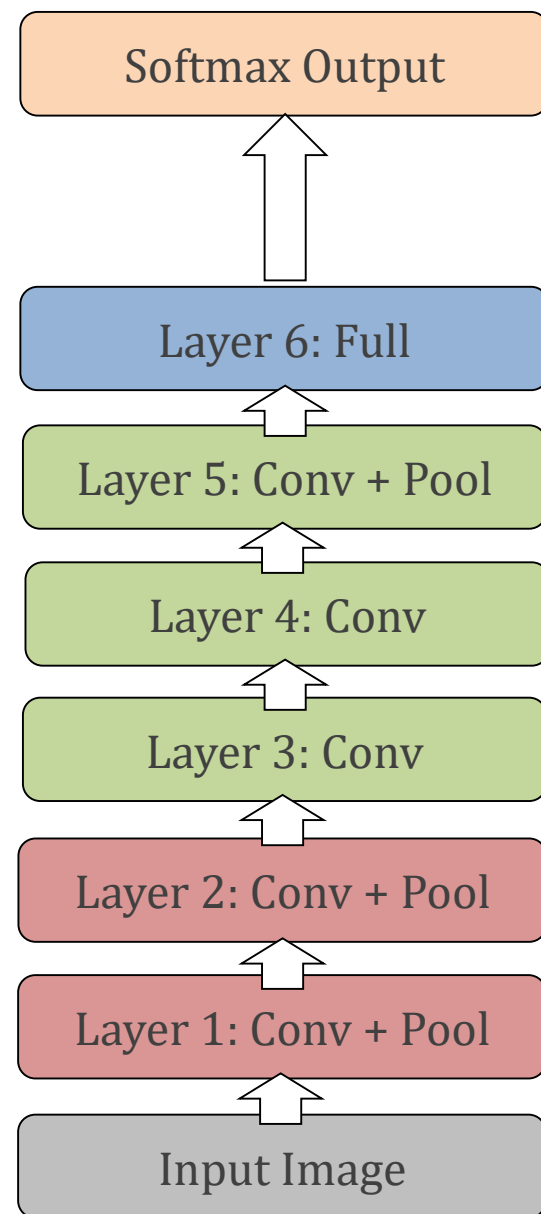 Softmax Output
Layer 6: Full
Layer 5: Conv + Pool
Layer 4: Conv
Layer 3: Conv
Layer 2: Conv + Pool
Layer 1: Conv + Pool
Input Image